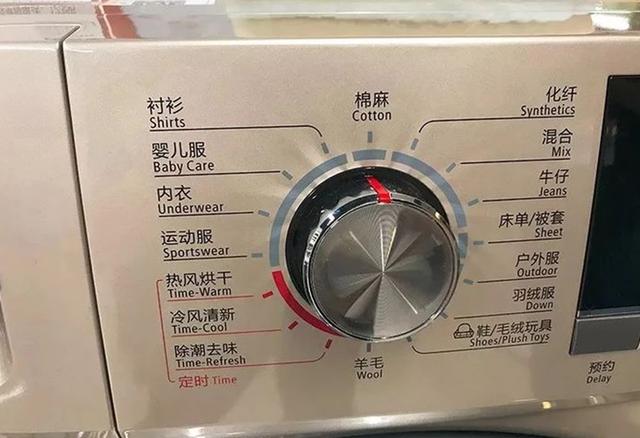 衬衫
Shirts
婴儿服
Baby Care
内衣
Underwear
运动服
Sportswear
热风烘干
Time-Warm
冷风清新
Time-Cool
除潮去味
Time-Refresh
定时 Time
棉麻
Cotton
羊毛
Wool
化纤
Synthetics
混合
Mix
牛仔
Jeans
床单/被套
Sheet
户外服
Outdoor
羽绒服
Down
鞋/毛绒玩具
Shoes/Plush Toys
预约
Delay